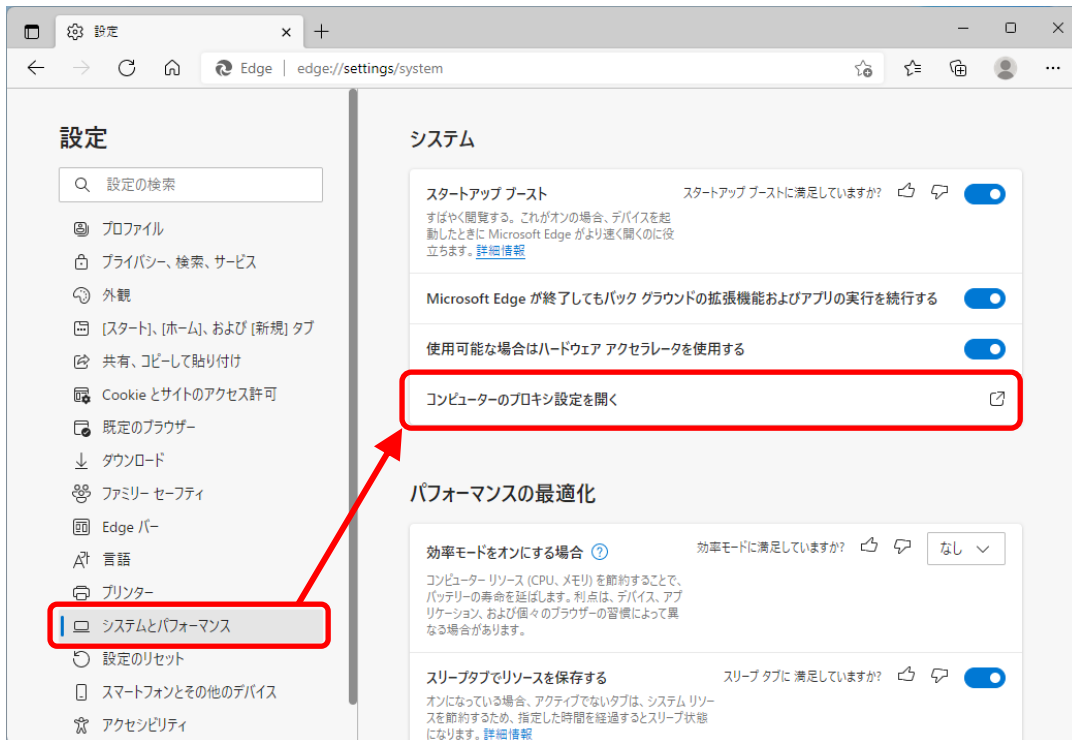 設定
Edge | edge://settings/system
設定
設定の検索
プロファイル
プライバシー、検索、サービス
外観
[スタート]、[ホーム]、および [新規] タブ
共有、コピーして貼り付け
Cookie とサイトのアクセス許可
既定のブラウザー
ダウンロード
ファミリー セーフティ
Edge バー
言語
プリンター
システムとパフォーマンス
設定のリセット
スマートフォンとその他のデバイス
アクセシビリティ
システム
スタートアップ ブースト
スタートアップ ブーストに満足していますか?
すばやく閲覧する。これがオンの場合、デバイスを起
動したときに Microsoft Edge がより速く開くのに役
立ちます。詳細情報
Microsoft Edge が終了してもバック グラウンドの拡張機能およびアプリの実行を続行する
使用可能な場合はハードウェア アクセラレータを使用する
コンピューターのプロキシ設定を開く
パフォーマンスの最適化
効率モードをオンにする場合
効率モードに満足していますか?
なし
コンピューター リソース (CPU、メモリ) を節約することで、
バッテリーの寿命を延ばします。利点は、デバイス、アプ
リケーション、および個々のブラウザーの習慣によって異
なる場合があります。
スリープタブでリソースを保存する
スリープ タブに 満足していますか?
オンになっている場合、アクティブでないタブは、システム リソー
スを節約するため、指定した時間を経過するとスリープ状態
になります。詳細情報